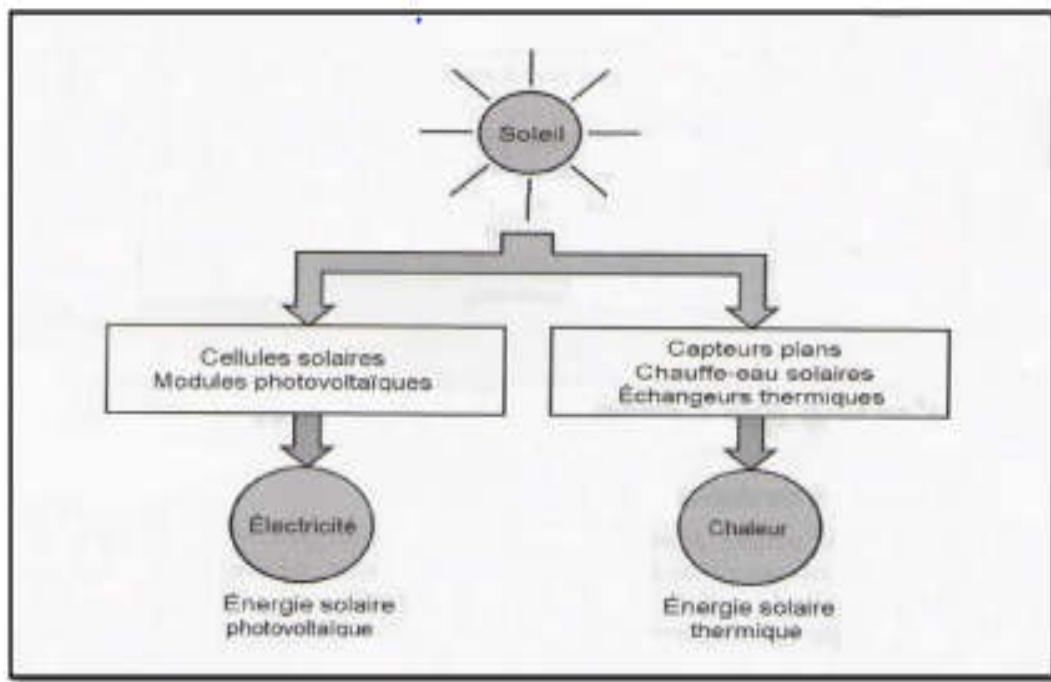 Soleil
Cellules solaires
Modules photovoltaïques
Capteurs plans
Chauffe-eau solaires
Échangeurs thermiques
Électricité
Chaleur
Énergie solaire
photovoltaïque
Énergie solaire
thermique